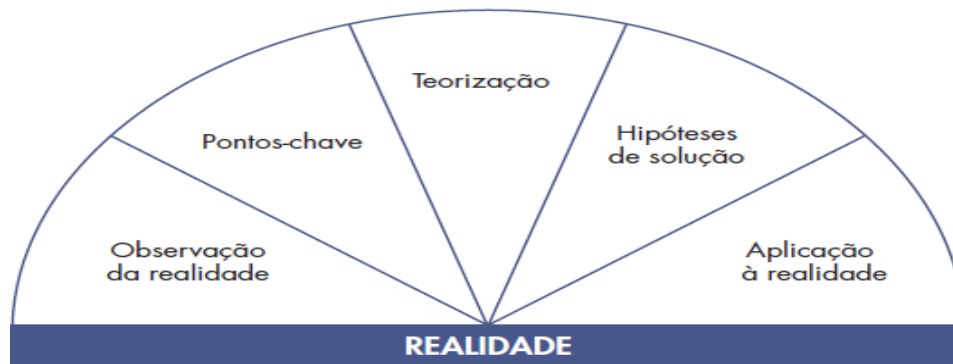 Observação
da realidade
Pontos-chave
Teorização
Hipóteses
de solução
Aplicação
à realidade
REALIDADE